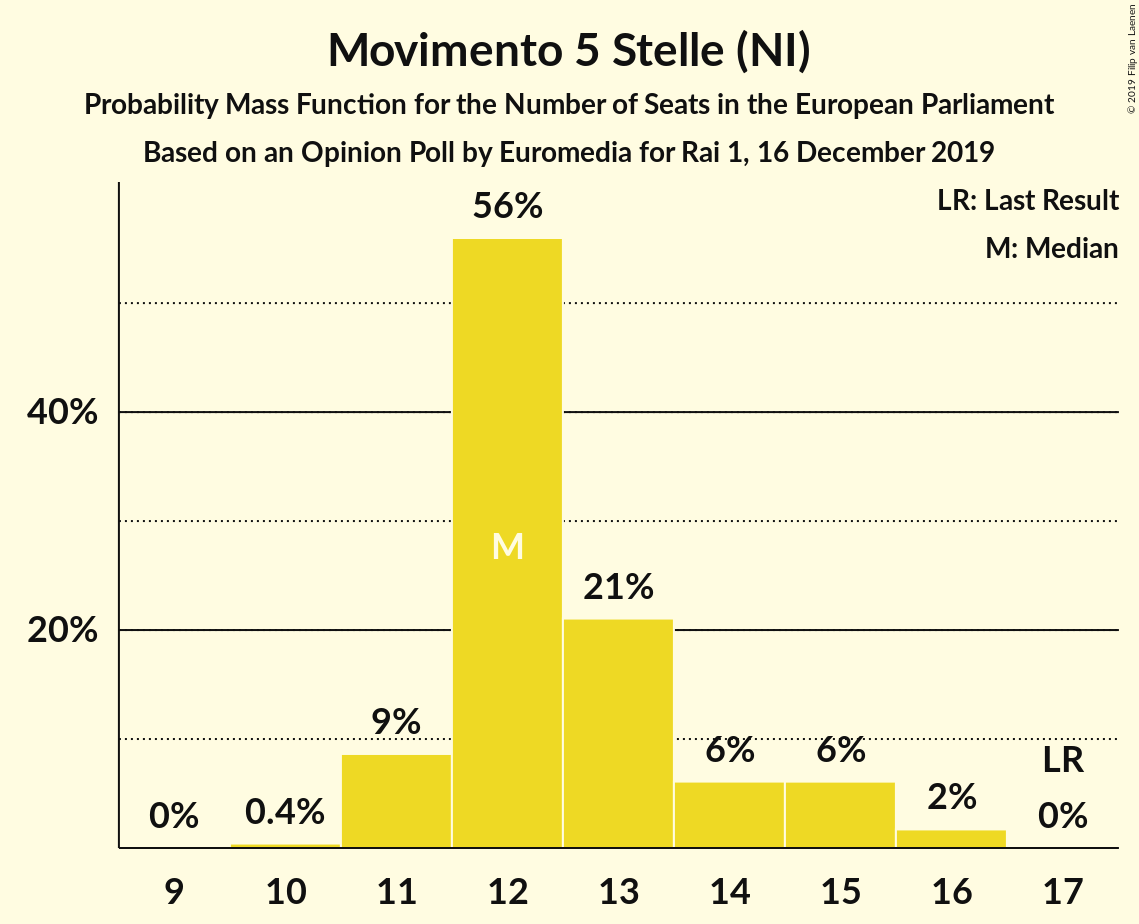 Movimento 5 Stelle (NI)
Probability Mass Function for the Number of Seats in the European Parliament
Based on an Opinion Poll by Euromedia for Rai 1, 16 December 2019
© 2019 Filip van Laenen
LR: Last Result
M: Median
56%
40%
M
21%
20%
9%
6%
6%
LR
2%
0%
0.4%
0%
9
10
11
12
13
14
15
16
17